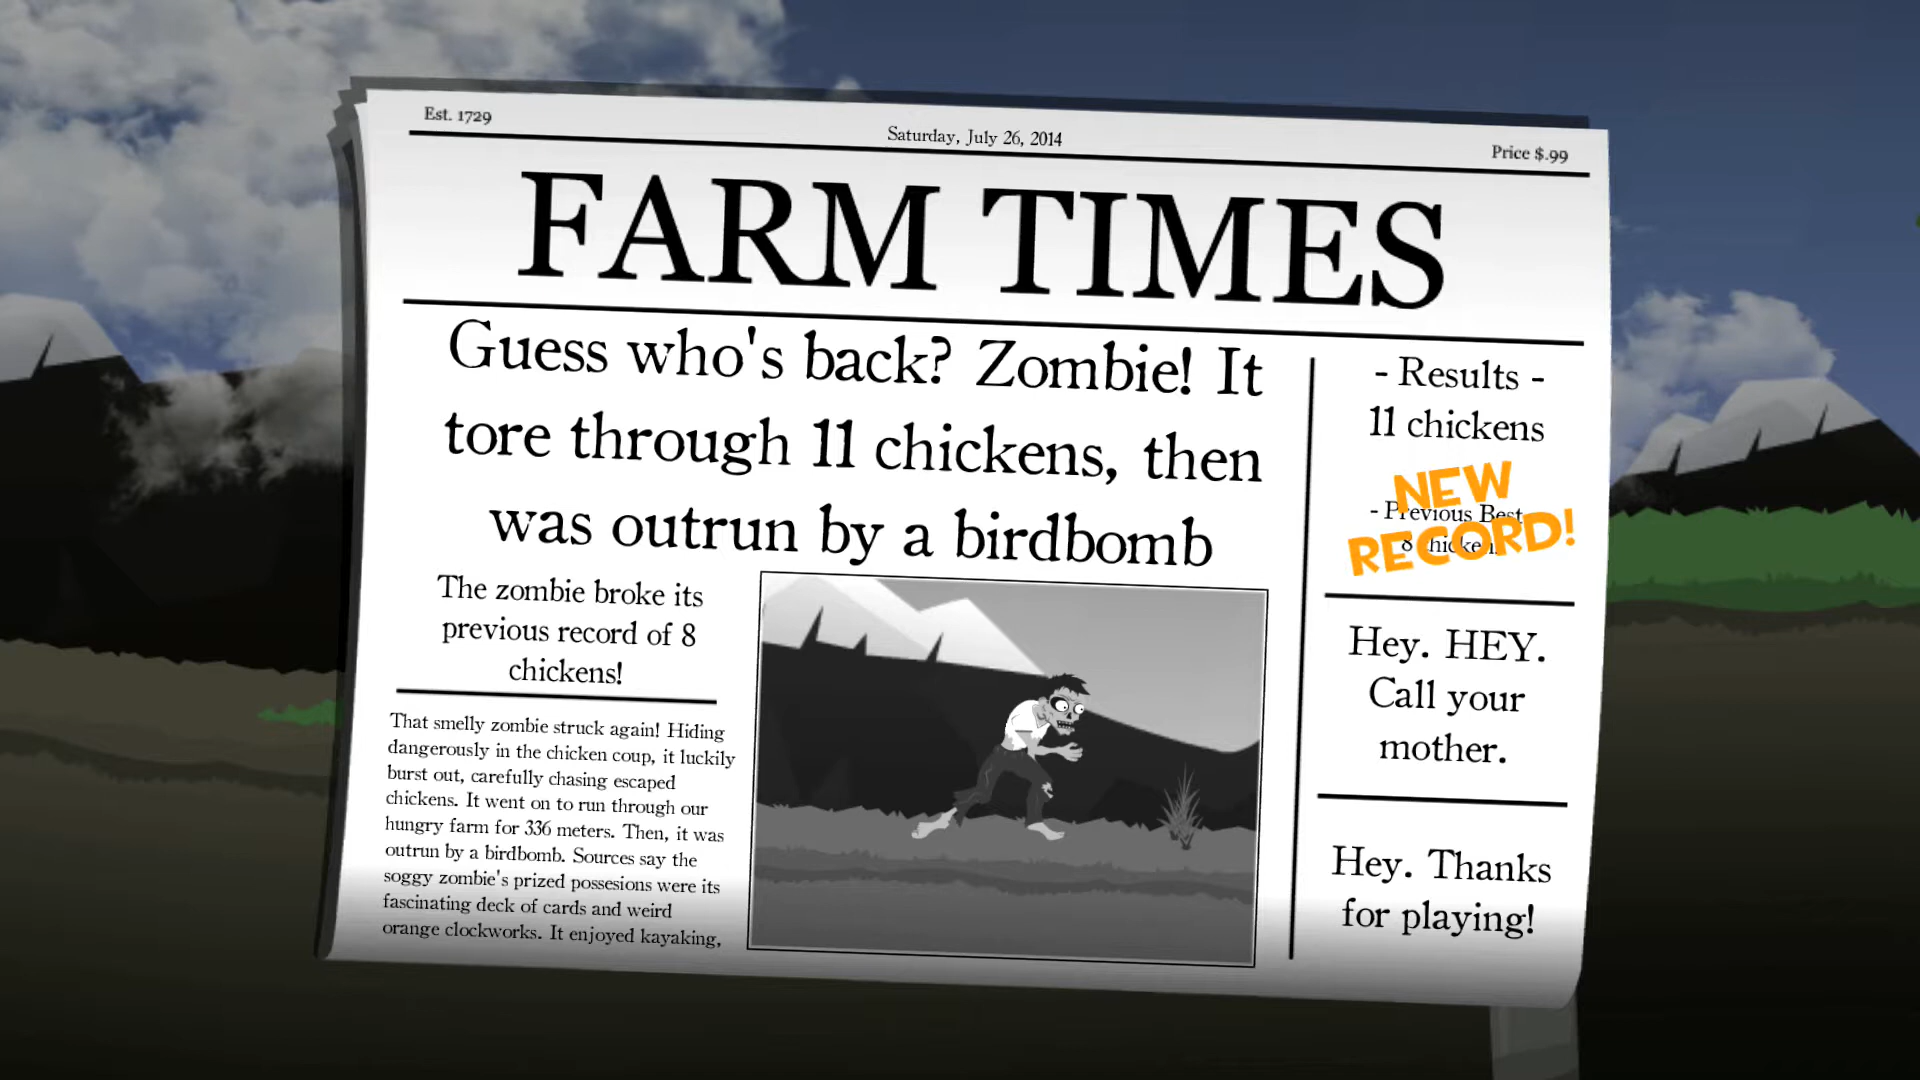 Est. 1729
Saturday, July 26, 2014
Price $.99
FARM TIMES
Guess who's back? Zombie! It
tore through 11 chickens, then
was outrun by a birdbomb
The zombie broke its
previous record of 8
chickens!
That smelly zombie struck again! Hiding
dangerously in the chicken coup, it luckily
burst out, carefully chasing escaped
chickens. It went on to run through our
hungry farm for 336 meters. Then, it was
outrun by a birdbomb. Sources say the
soggy zombie's prized possesions were its
fascinating deck of cards and weird
orange clockworks. It enjoyed kayaking,
- Results -
11 chickens
NEW
RECORD!
- Previous Best
8 chickens
Hey. HEY.
Call your
mother.
Hey. Thanks
for playing!